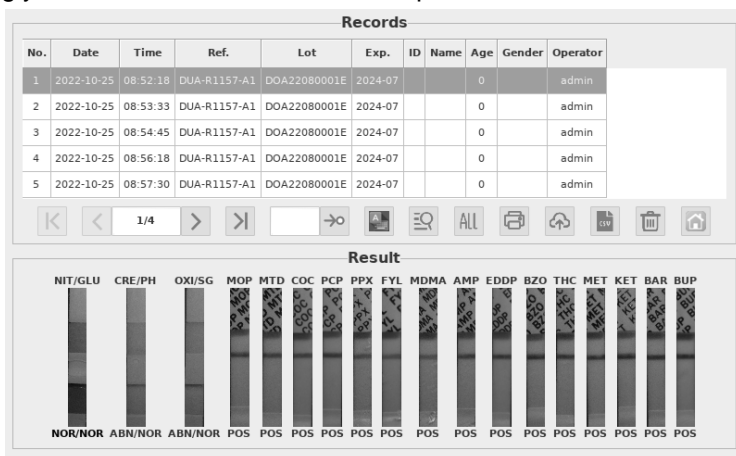 Records
No. Date Time Ref. Lot Exp. ID Name Age Gender Operator
1 2022-10-25 08:52:18 DUA-R1157-A1 DOA22080001E 2024-07 0 admin
2 2022-10-25 08:53:33 DUA-R1157-A1 DOA22080001E 2024-07 0 admin
3 2022-10-25 08:54:45 DUA-R1157-A1 DOA22080001E 2024-07 0 admin
4 2022-10-25 08:56:18 DUA-R1157-A1 DOA22080001E 2024-07 0 admin
5 2022-10-25 08:57:30 DUA-R1157-A1 DOA22080001E 2024-07 0 admin
1/4 ALL CSV
Result
NIT/GLU CRE/PH OXI/SG MOP MTD COC PCP PPX FYL MDMA AMP EDDP BZO THC MET KET BAR BUP
NOR/NOR ABN/NOR ABN/NOR POS POS POS POS POS POS POS POS POS POS POS POS POS POS POS